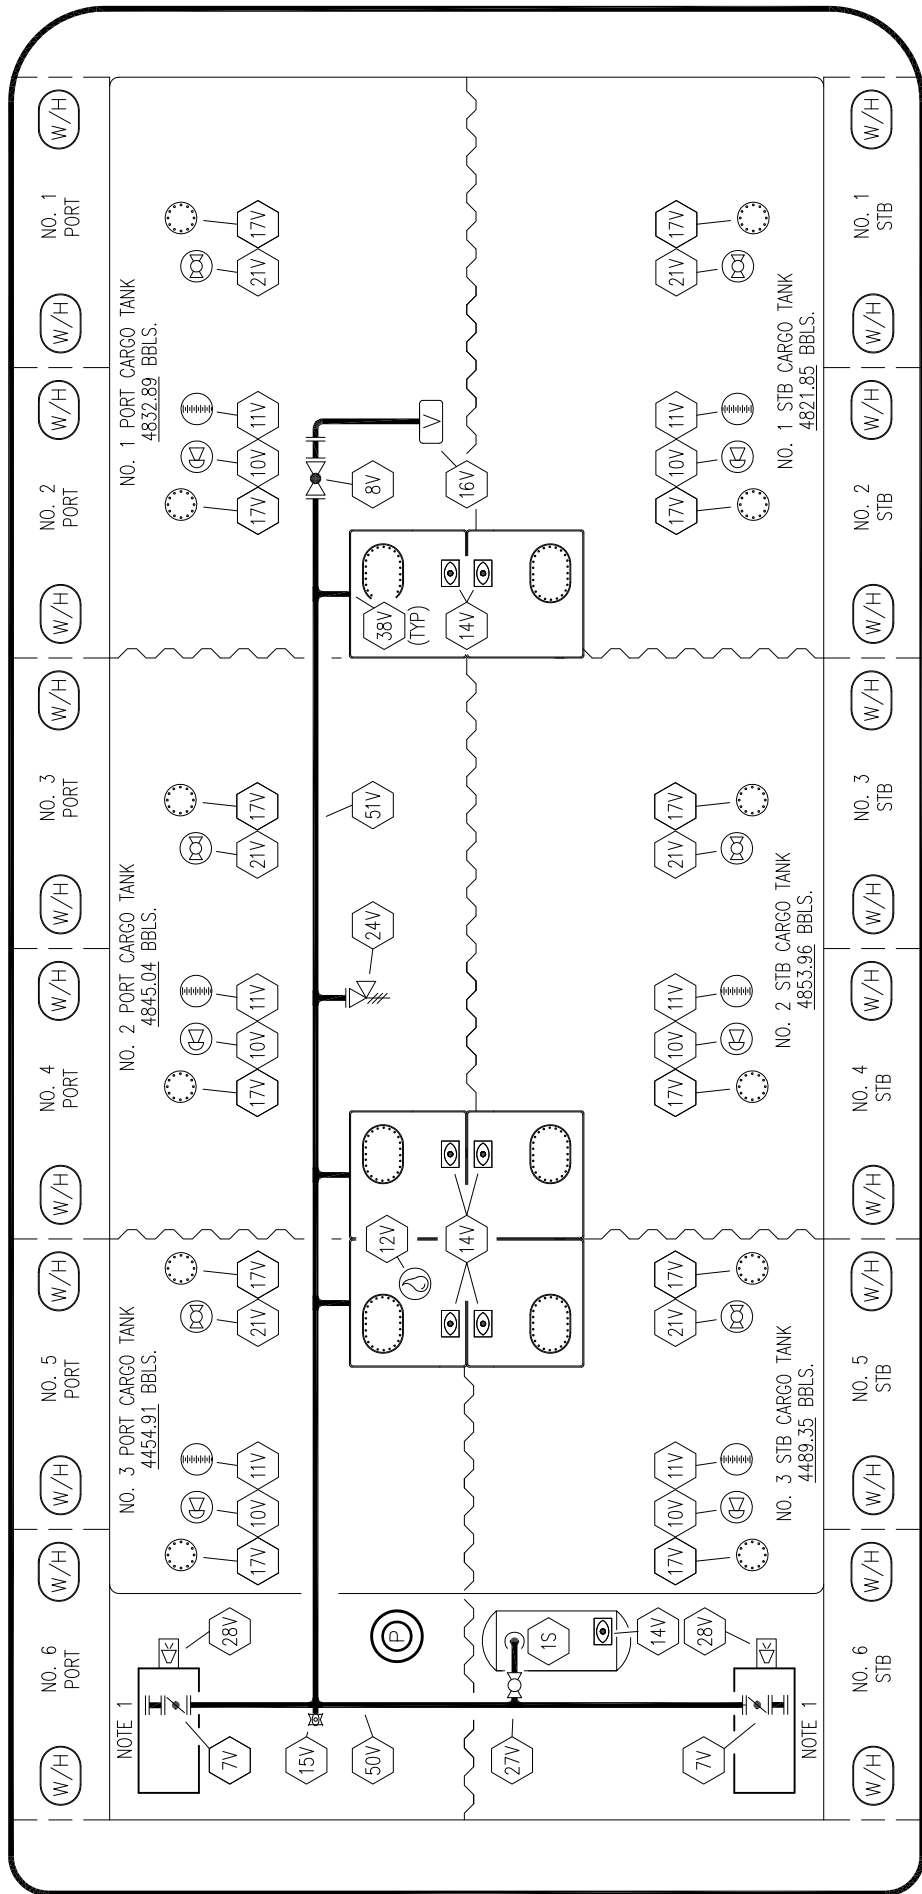 W/H
NO. 6
PORT
W/H
W/H
NO. 5
PORT
W/H
W/H
NO. 4
PORT
W/H
W/H
NO. 3
PORT
W/H
W/H
NO. 2
PORT
W/H
W/H
NO. 1
PORT
W/H
NOTE 1
NO. 3 PORT CARGO TANK
4454.91 BBLS.
NO. 2 PORT CARGO TANK
4845.04 BBLS.
NO. 1 PORT CARGO TANK
4832.89 BBLS.
7V
28V
17V
10V
11V
21V
17V
17V
10V
11V
21V
17V
17V
10V
11V
21V
17V
15V
50V
P
12V
24V
51V
38V
(TYP)
8V
V
14V
14V
16V
27V
1S
14V
7V
28V
17V
10V
11V
21V
17V
17V
10V
11V
21V
17V
17V
10V
11V
21V
17V
NOTE 1
NO. 3 STB CARGO TANK
4489.35 BBLS.
NO. 2 STB CARGO TANK
4853.96 BBLS.
NO. 1 STB CARGO TANK
4821.85 BBLS.
W/H
NO. 6
STB
W/H
W/H
NO. 5
STB
W/H
W/H
NO. 4
STB
W/H
W/H
NO. 3
STB
W/H
W/H
NO. 2
STB
W/H
W/H
NO. 1
STB
W/H